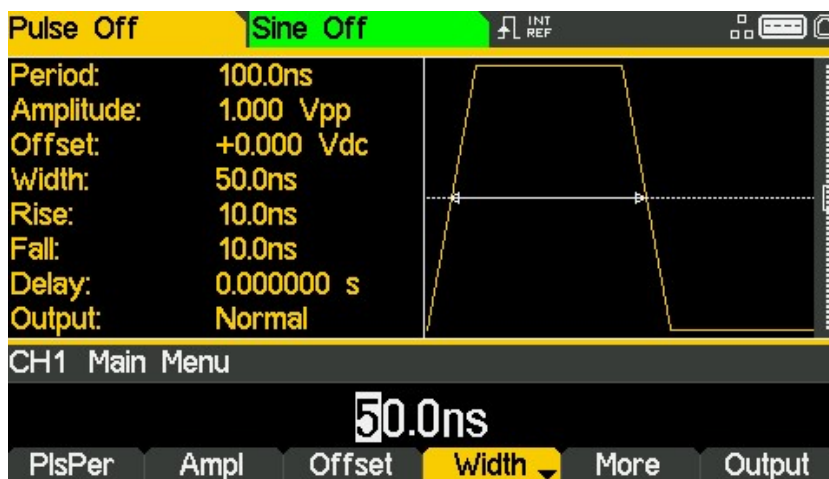 Pulse Off Sine Off INT REF
Period: 100.0ns
Amplitude: 1.000 Vpp
Offset: +0.000 Vdc
Width: 50.0ns
Rise: 10.0ns
Fall: 10.0ns
Delay: 0.000000 s
Output: Normal
CH1 Main Menu
50.0ns
PlsPer Ampl Offset Width More Output